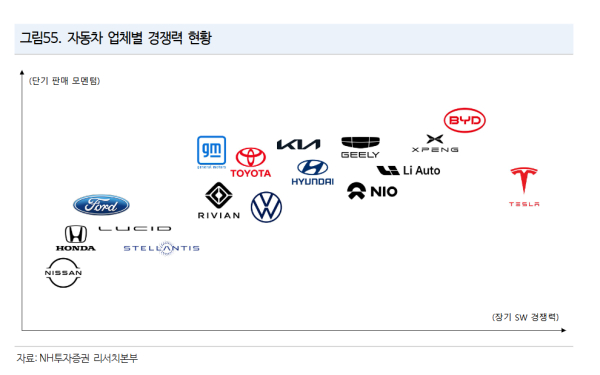 그림55. 자동차 업체별 경쟁력 현황
(단기 판매 모멘텀)
BYD
XPENG
gm
general motors
KIA
GEELY
TOYOTA
HYUNDAI
Li Auto
TESLA
NIO
RIVIAN
Ford
LUCID
HONDA
STELLANTIS
NISSAN
(장기 SW 경쟁력)
자료: NH투자증권 리서치본부